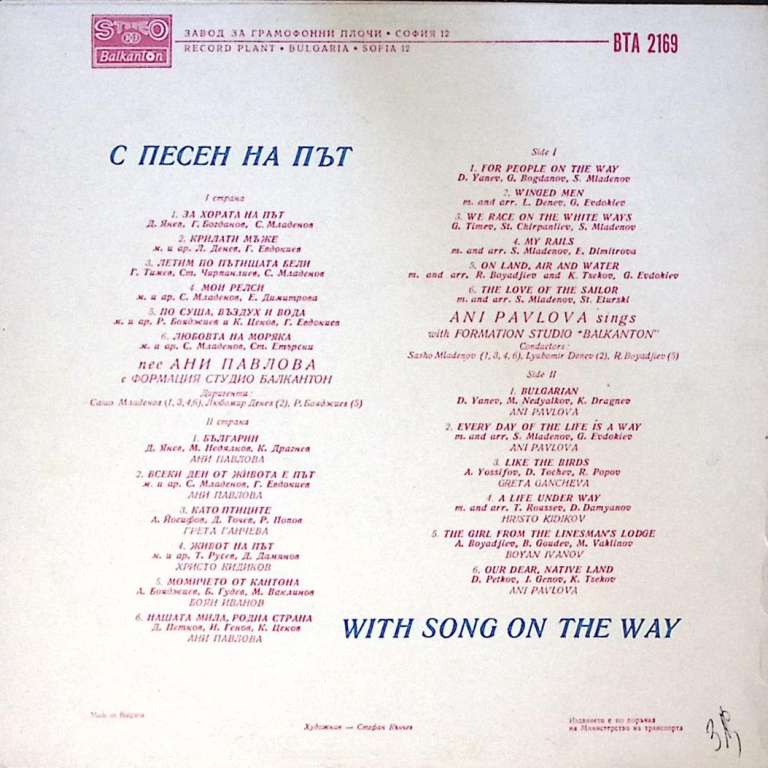 STEREO
Balkanton
ЗАВОД ЗА ГРАМОФОННИ ПЛОЧИ • СОФИЯ 12
RECORD PLANT • BULGARIA • SOFIA 12
ВТА 2169
С ПЕСЕН НА ПЪТ
I страна
1. ЗА ХОРАТА НА ПЪТ
Д. Янев, Г. Богданов, С. Младенов
2. КРИЛАТИ МЪЖЕ
м. и ар. Л. Денев, Г. Евдокиев
3. ЛЕТИМ ПО ПЪТИЩАТА БЕЛИ
Г. Тимев, Ст. Чирпанлиев, С. Младенов
4. МОИ РЕЛСИ
м. и ар. С. Младенов, Е. Димитрова
5. ПО СУША, ВЪЗДУХ И ВОДА
м. и ар. Р. Бояджиев и К. Цеков, Г. Евдокиев
6. ЛЮБОВТА НА МОРЯКА
м. и ар. С. Младенов, Ст. Етърски
пее АНИ ПАВЛОВА
с ФОРМАЦИЯ СТУДИО БАЛКАНТОН
Диригенти:
Сашо Младенов (1, 3, 4,6), Любомир Денев (2), Р. Бояджиев (5)
II страна
1. БЪЛГАРИН
Д. Янев, М. Недялков, К. Драгнев
АНИ ПАВЛОВА
2. ВСЕКИ ДЕН ОТ ЖИВОТА Е ПЪТ
м. и ар. С. Младенов, Г. Евдокиев
АНИ ПАВЛОВА
3. КАТО ПТИЦИТЕ
А. Йосифов, Д. Точев, Р. Попов
ГРЕТА ГАНЧЕВА
4. ЖИВОТ НА ПЪТ
м. и ар. Т. Русев, Д. Дамянов
ХРИСТО КИДИКОВ
5. МОМИЧЕТО ОТ КАНТОНА
А. Бояджиев, Б. Гудев, М. Ваклинов
БОЯН ИВАНОВ
6. НАШАТА МИЛА, РОДНА СТРАНА
Д. Петков, И. Генов, К. Цеков
АНИ ПАВЛОВА
Side I
1. FOR PEOPLE ON THE WAY
D. Yanev, G. Bogdanov, S. Mladenov
2. WINGED MEN
m. and arr. L. Denev, G. Evdokiev
3. WE RACE ON THE WHITE WAYS
G. Timev, St. Chirpanliev, S. Mladenov
4. MY RAILS
m. and arr. S. Mladenov, E. Dimitrova
5. ON LAND, AIR AND WATER
m. and arr. R. Boyadjiev and K. Tsekov, G. Evdokiev
6. THE LOVE OF THE SAILOR
m. and arr. S. Mladenov, St. Eturski
ANI PAVLOVA sings
with FORMATION STUDIO "BALKANTON"
Conductors:
Sasho Mladenov (1, 3, 4, 6), Lyubomir Denev (2), R. Boyadjiev (5)
Side II
1. BULGARIAN
D. Yanev, M. Nedyalkov, K. Dragnev
ANI PAVLOVA
2. EVERY DAY OF THE LIFE IS A WAY
m. and arr. S. Mladenov, G. Evdokiev
ANI PAVLOVA
3. LIKE THE BIRDS
A. Yossifov, D. Tochev, R. Popov
GRETA GANCHEVA
4. A LIFE UNDER WAY
m. and arr. T. Roussev, D. Damyanov
HRISTO KIDIKOV
5. THE GIRL FROM THE LINESMAN'S LODGE
A. Boyadjiev, B. Goudev, M. Vaklinov
BOYAN IVANOV
6. OUR DEAR, NATIVE LAND
D. Petkov, I. Genov, K. Tsekov
ANI PAVLOVA
WITH SONG ON THE WAY
Made in Bulgaria
Художник — Стефан Кънчев
Изданието е по поръчка
на Министерство на транспорта